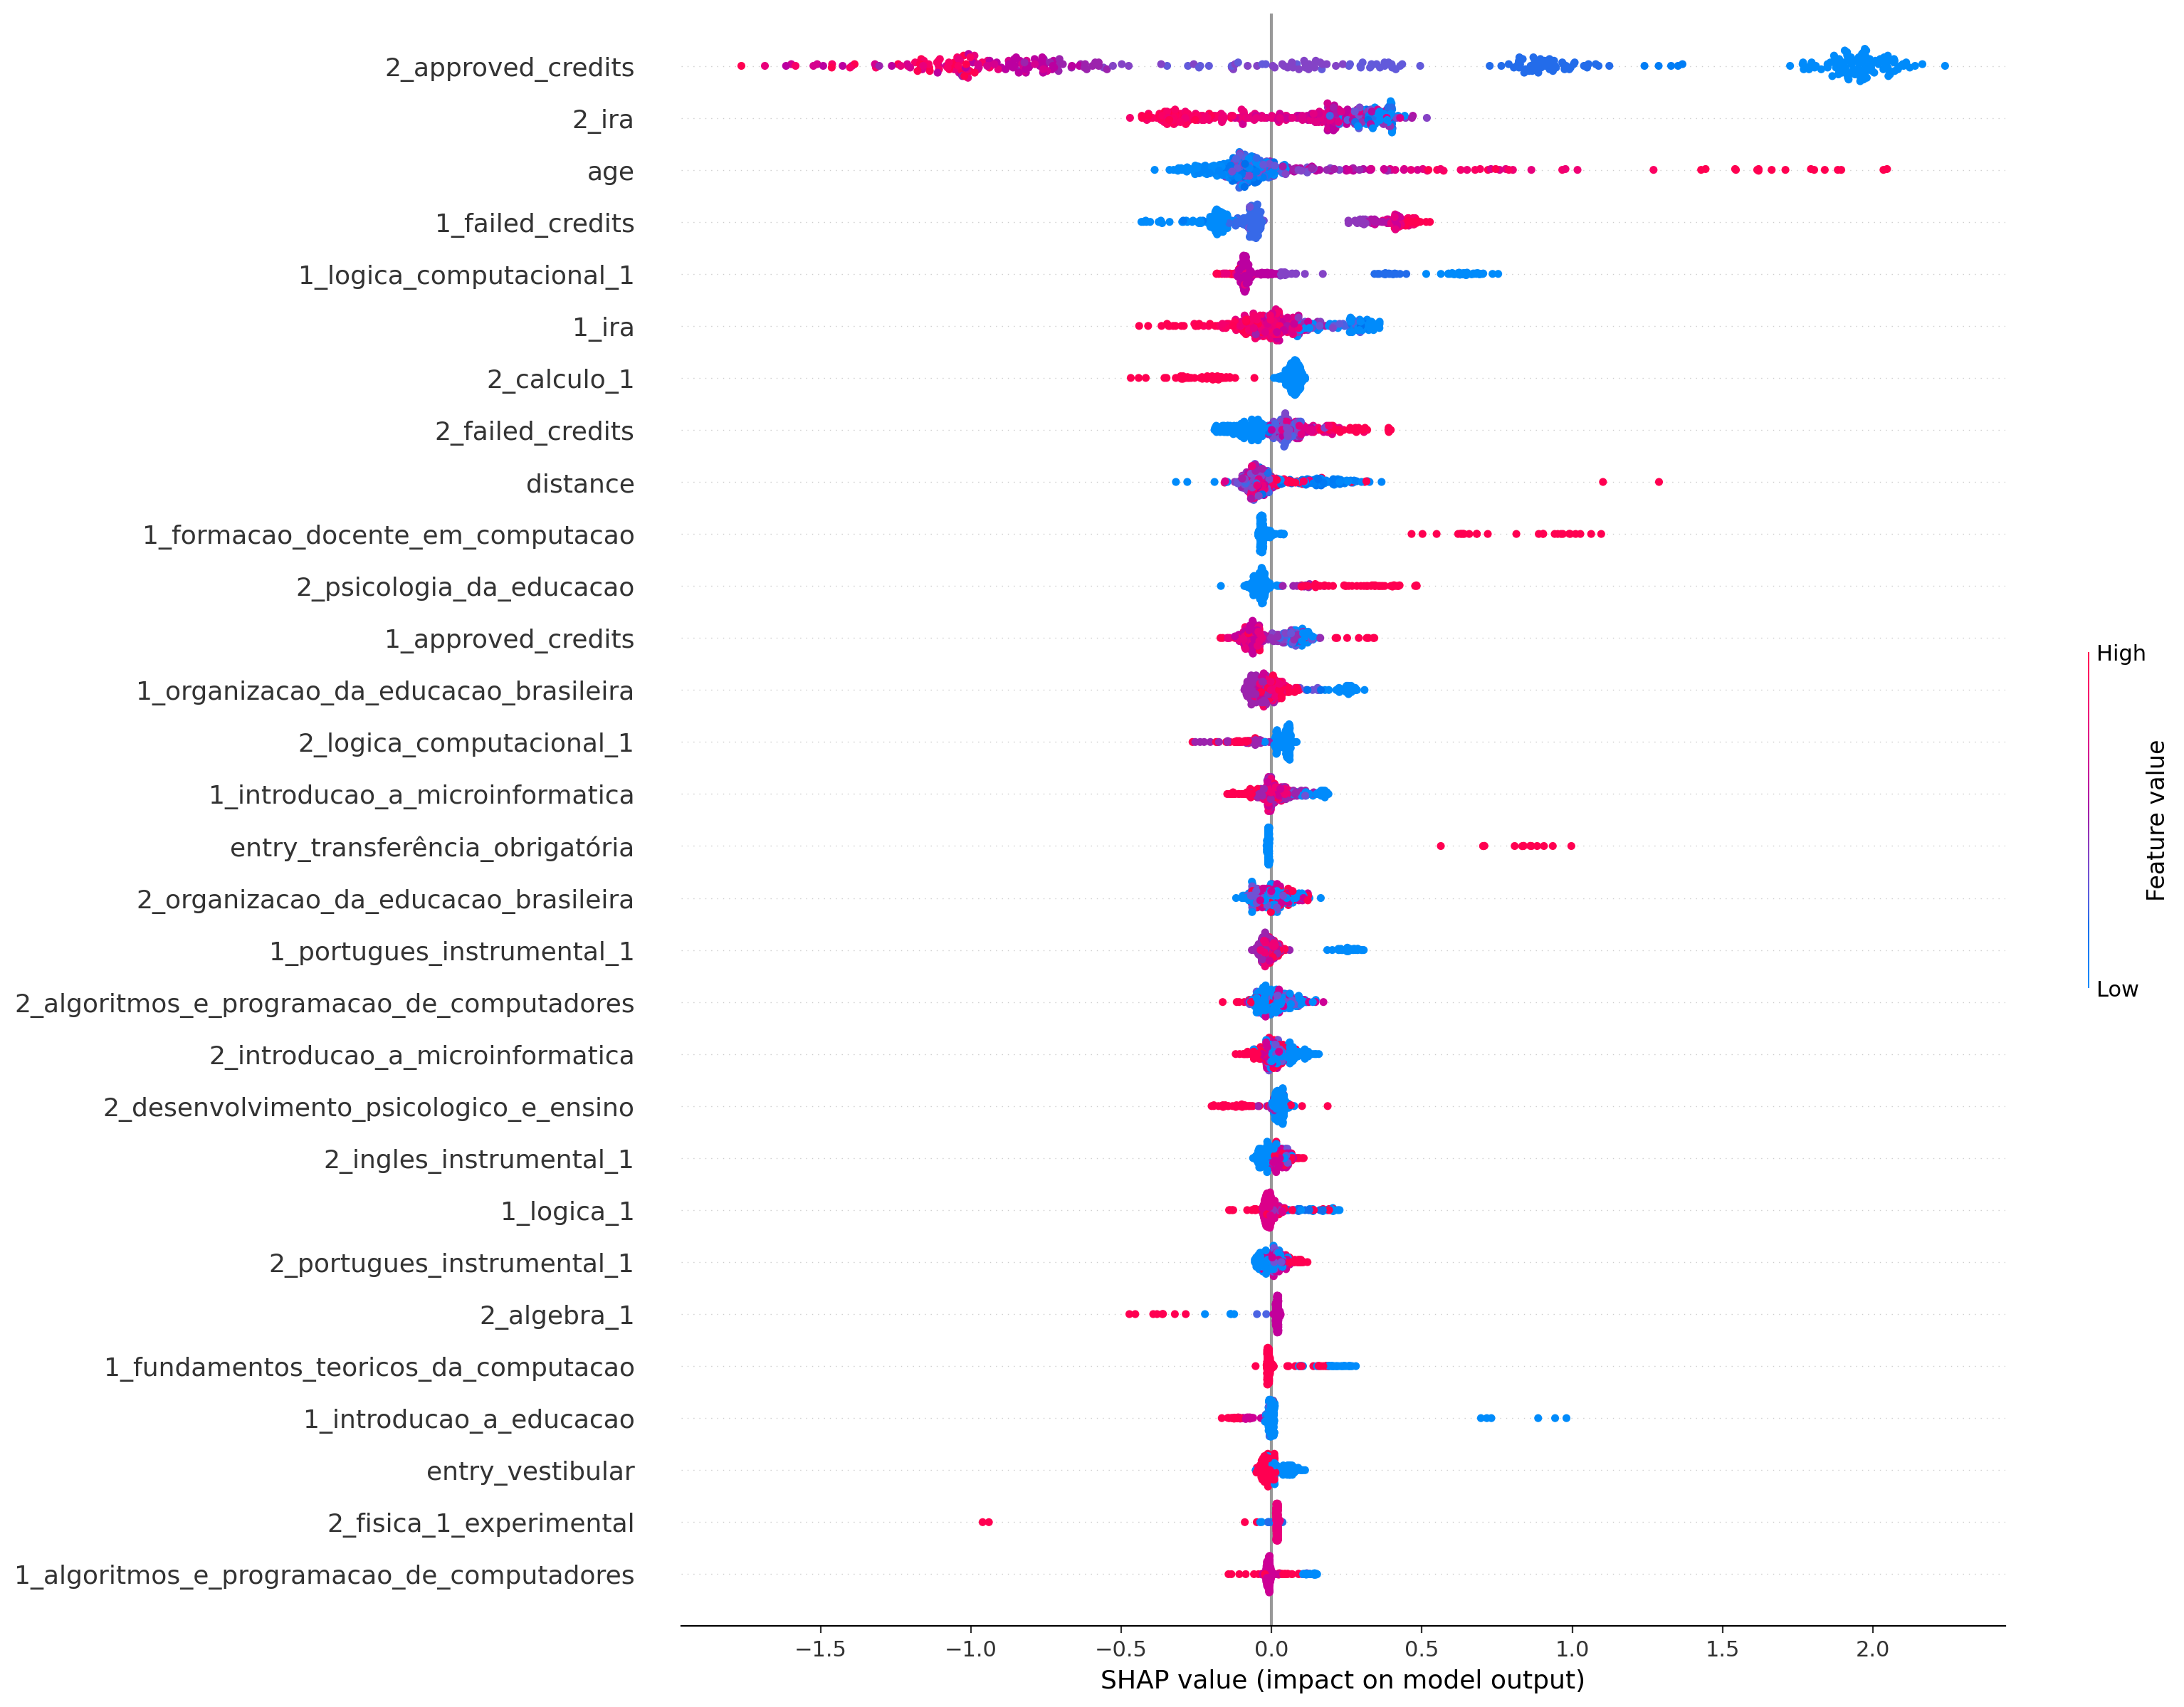 2_approved_credits
2_ira
age
1_failed_credits
1_logica_computacional_1
1_ira
2_calculo_1
2_failed_credits
distance
1_formacao_docente_em_computacao
2_psicologia_da_educacao
1_approved_credits
1_organizacao_da_educacao_brasileira
2_logica_computacional_1
1_introducao_a_microinformatica
entry_transferência_obrigatória
2_organizacao_da_educacao_brasileira
1_portugues_instrumental_1
2_algoritmos_e_programacao_de_computadores
2_introducao_a_microinformatica
2_desenvolvimento_psicologico_e_ensino
2_ingles_instrumental_1
1_logica_1
2_portugues_instrumental_1
2_algebra_1
1_fundamentos_teoricos_da_computacao
1_introducao_a_educacao
entry_vestibular
2_fisica_1_experimental
1_algoritmos_e_programacao_de_computadores
−1.5 −1.0 −0.5 0.0 0.5 1.0 1.5 2.0
SHAP value (impact on model output)
High
Feature value
Low